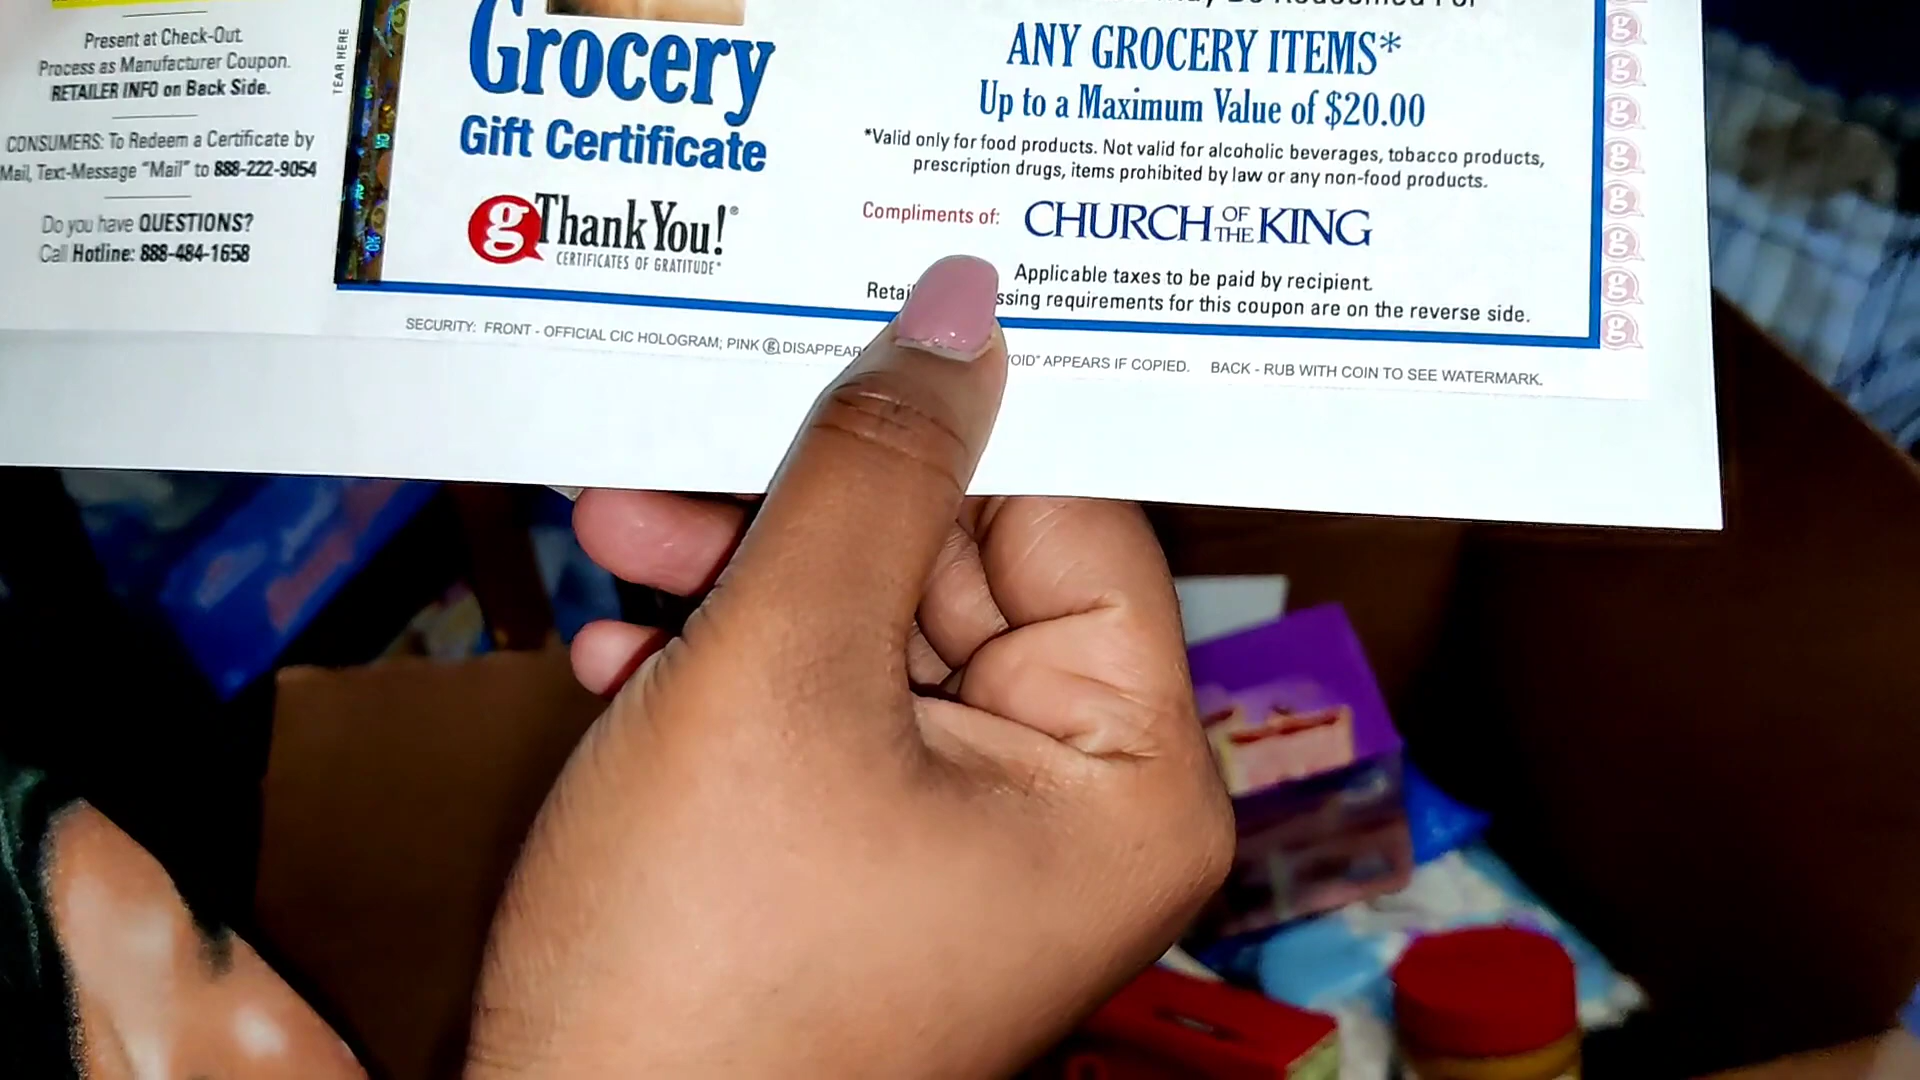 Present at Check-Out.
Process as Manufacturer Coupon.
RETAILER INFO on Back Side.
CONSUMERS: To Redeem a Certificate by
Mail, Text-Message "Mail" to 888-222-9054
Do you have QUESTIONS?
Call Hotline: 888-484-1658
TEAR HERE
Grocery
Gift Certificate
g ThankYou!®
CERTIFICATES OF GRATITUDE
Be Redeemed For
ANY GROCERY ITEMS*
Up to a Maximum Value of $20.00
*Valid only for food products. Not valid for alcoholic beverages, tobacco products,
prescription drugs, items prohibited by law or any non-food products.
Compliments of: CHURCH OF THE KING
Applicable taxes to be paid by recipient.
requirements for this coupon are on the reverse side.
SECURITY: FRONT - OFFICIAL CIC HOLOGRAM; PINK g APPEARS IF COPIED. BACK - RUB WITH COIN TO SEE WATERMARK.